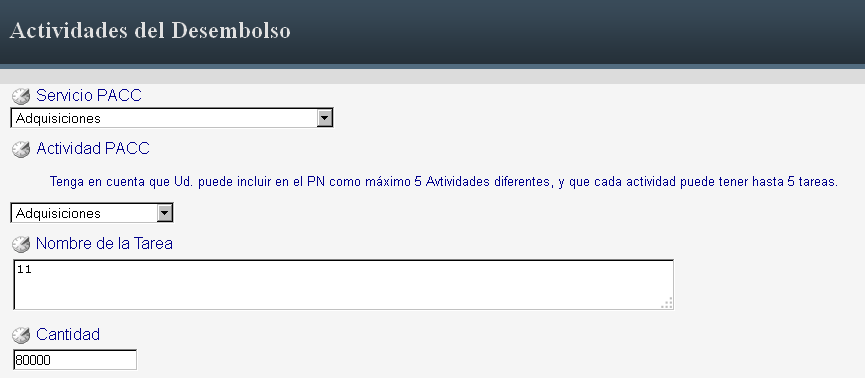 Actividades del Desembolso
Servicio PACC
Adquisiciones
Actividad PACC
Tenga en cuenta que Ud. puede incluir en el PN como máximo 5 Avtividades diferentes, y que cada actividad puede tener hasta 5 tareas.
Adquisiciones
Nombre de la Tarea
11
Cantidad
80000